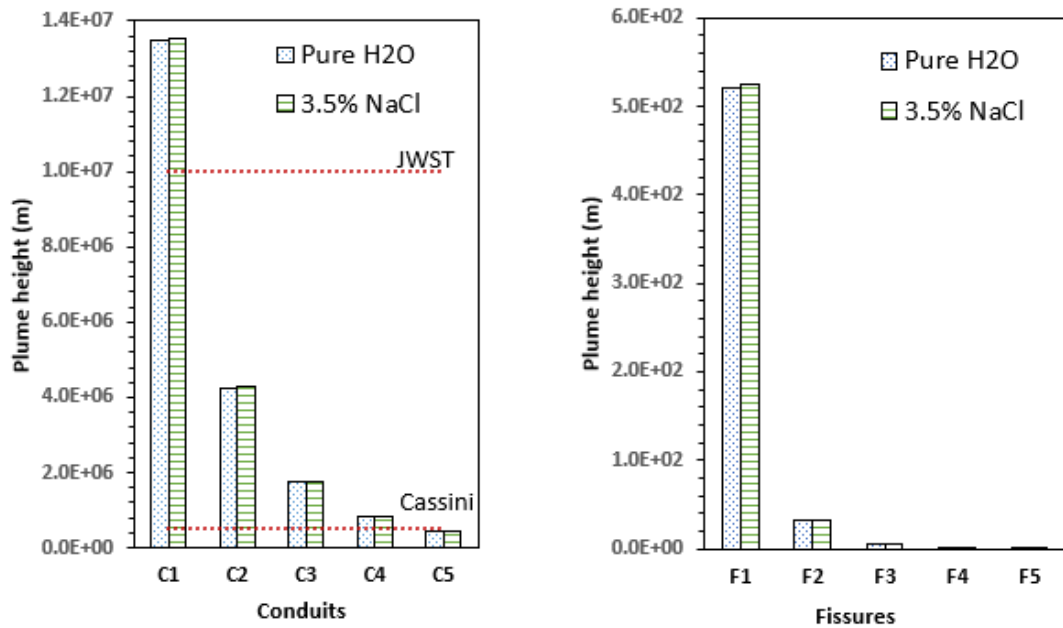 1.4E+07
1.2E+07
1.0E+07
8.0E+06
6.0E+06
4.0E+06
2.0E+06
0.0E+00
Plume height (m)
Pure H2O
3.5% NaCl
JWST
Cassini
C1 C2 C3 C4 C5
Conduits
6.0E+02
5.0E+02
4.0E+02
3.0E+02
2.0E+02
1.0E+02
0.0E+00
Plume height (m)
Pure H2O
3.5% NaCl
F1 F2 F3 F4 F5
Fissures